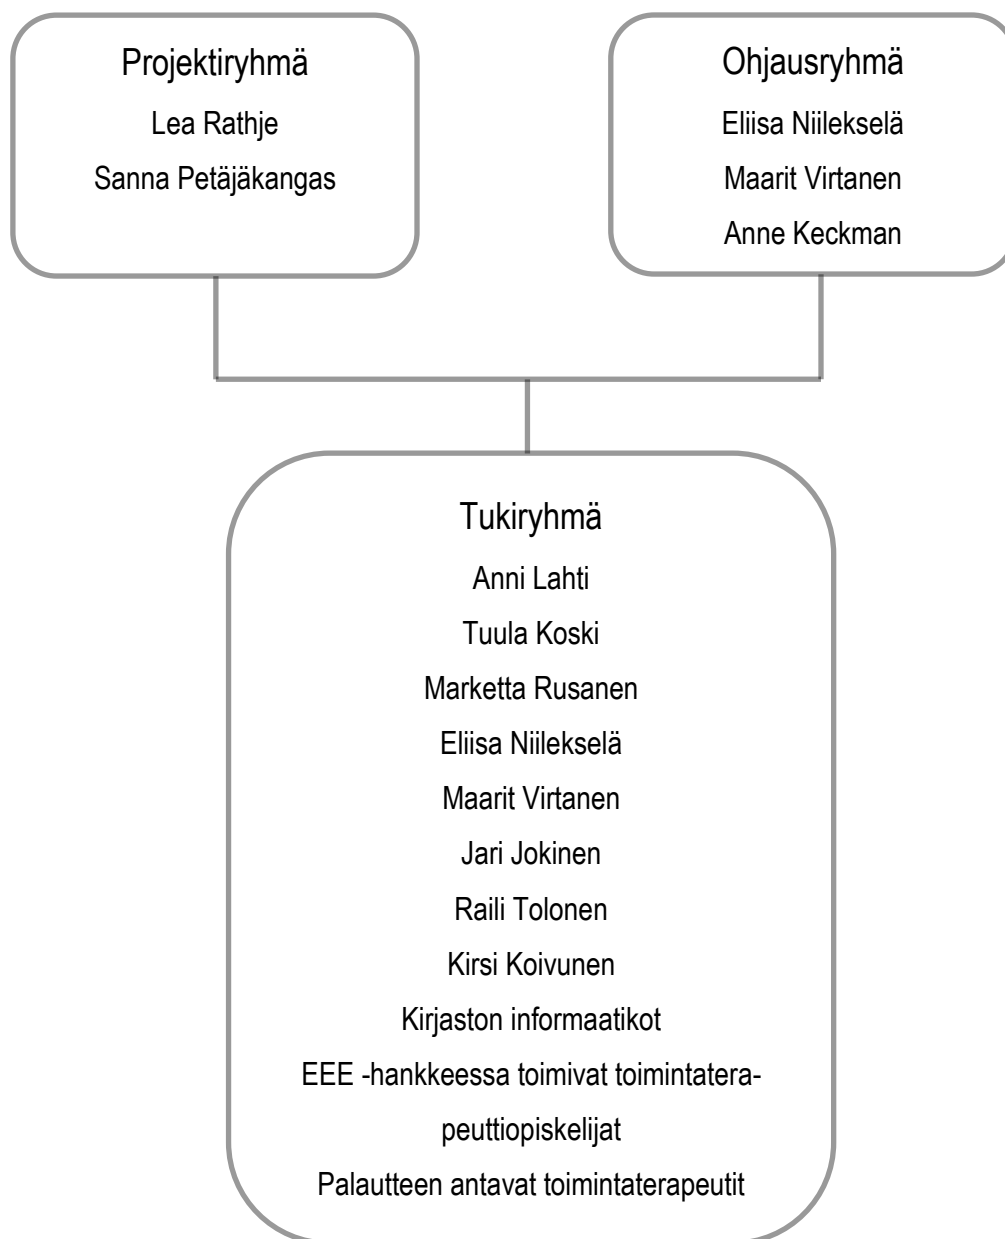 Projektiryhmä
Lea Rathje
Sanna Petäjäkangas
Ohjausryhmä
Eliisa Niilekselä
Maarit Virtanen
Anne Keckman
Tukiryhmä
Anni Lahti
Tuula Koski
Marketta Rusanen
Eliisa Niilekselä
Maarit Virtanen
Jari Jokinen
Raili Tolonen
Kirsi Koivunen
Kirjaston informaatikot
EEE -hankkeessa toimivat toimintatera-
peuttiopiskelijat
Palautteen antavat toimintaterapeutit